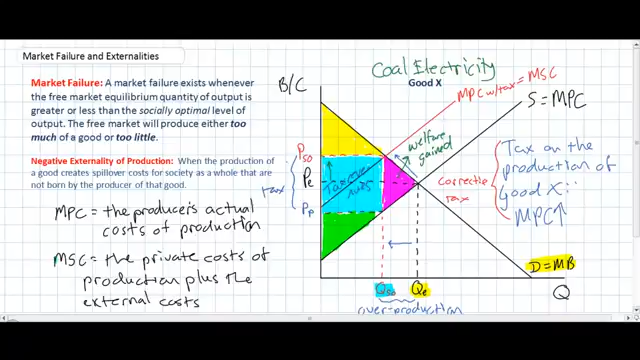 Market Failure and Externalities
Market Failure: A market failure exists whenever
the free market equilibrium quantity of output is
greater or less than the socially optimal level of
output. The free market will produce either too
much of a good or too little.
Negative Externality of Production: When the production
of a good creates spillover costs for society as a whole that are
not born by the producer of that good.
MPC = the producer's actual
costs of production
MSC = the private costs of
production plus the
external costs
Coal Electricity
Good X
B/C
MPC w/tax = MSC
S = MPC
Pso
Pe
Pp
tax
Tax revenues
welfare
gained
corrective
tax
Tax on the
production of
good X:
MPC↑
D = MB
Qso
Qe
Q
over-production